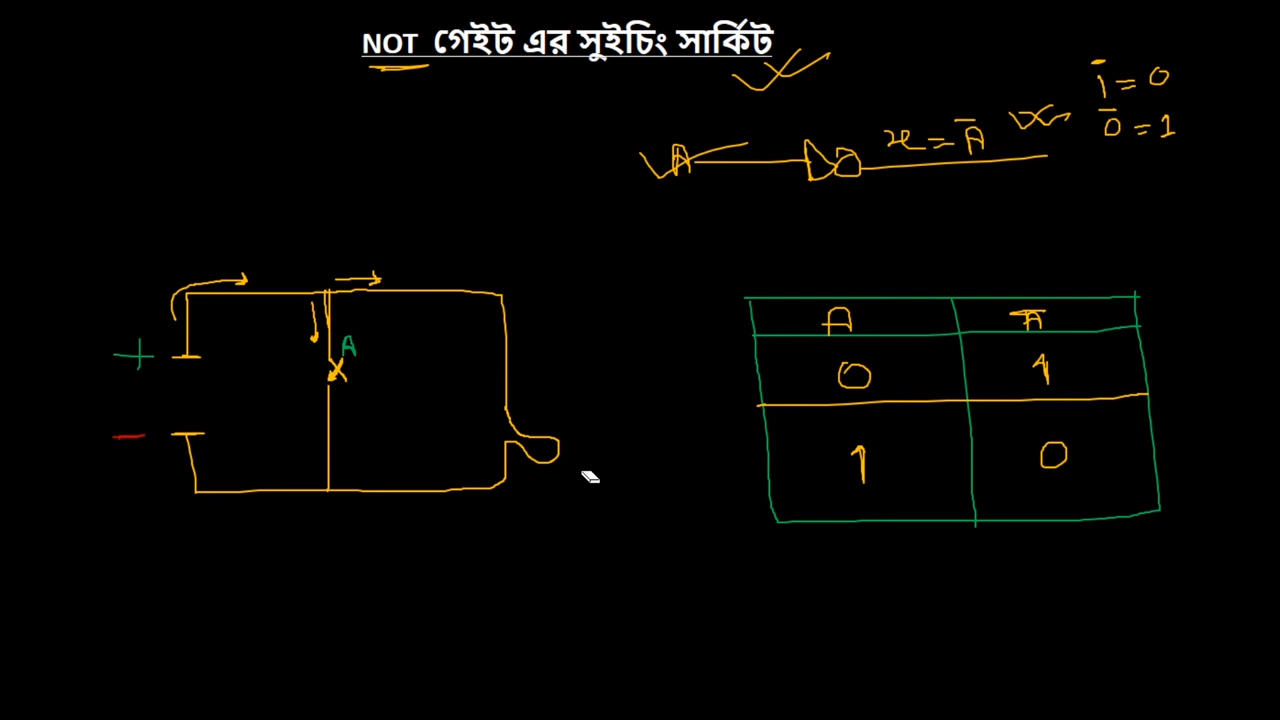 NOT গেইট এর সুইচিং সার্কিট
1̅ = 0
0̅ = 1
A
x = A̅
+
A
-
A A̅
0 1
1 0